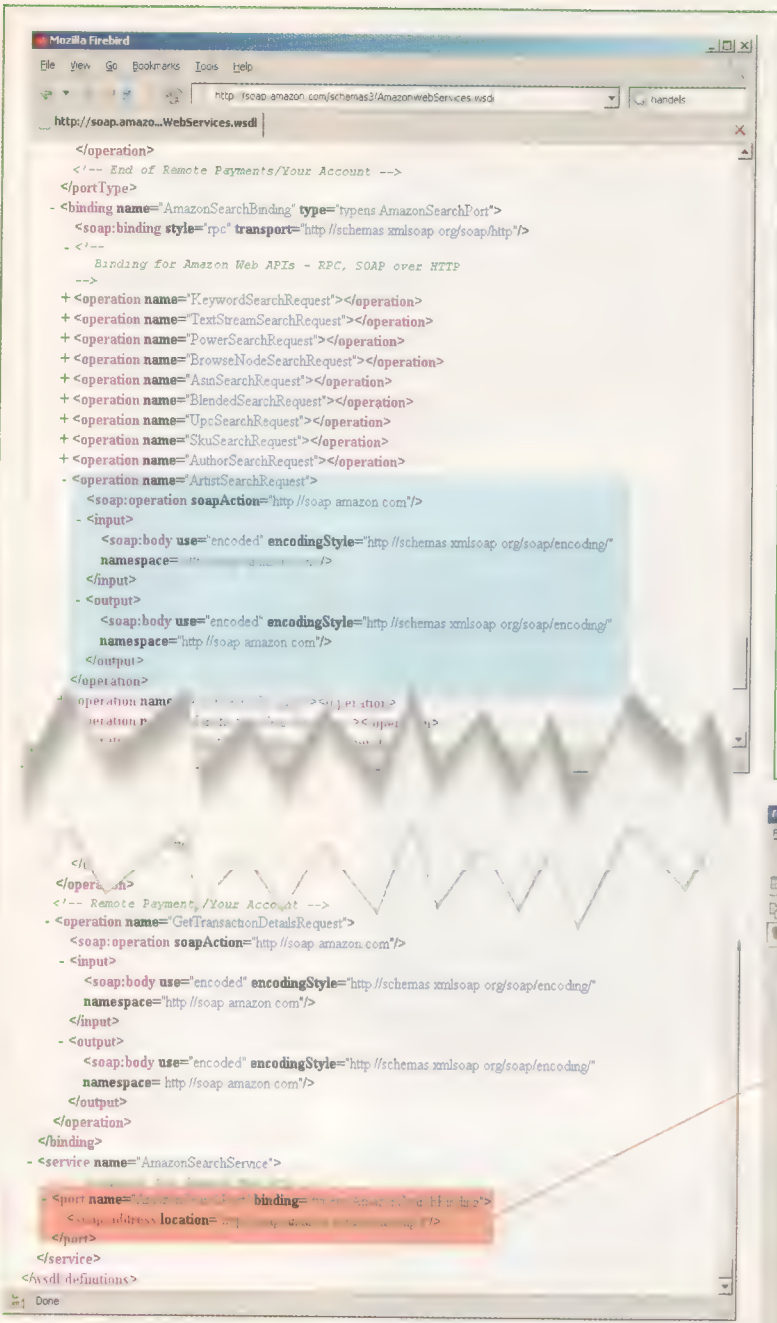 Mozilla Firebird
File View Go Bookmarks Tools Help
http //soap amazon com/schemas3/AmazonWebServices.wsdl
handels
http://soap.amazo...WebServices.wsdl
</operation>
<!-- End of Remote Payments/Your Account -->
</portType>
- <binding name="AmazonSearchBinding" type="typens AmazonSearchPort">
<soap:binding style="rpc" transport="http //schemas xmlsoap org/soap/http"/>
- <!--
Binding for Amazon Web APIs - RPC, SOAP over HTTP
-->
+ <operation name="KeywordSearchRequest"></operation>
+ <operation name="TextStreamSearchRequest"></operation>
+ <operation name="PowerSearchRequest"></operation>
+ <operation name="BrowseNodeSearchRequest"></operation>
+ <operation name="AsinSearchRequest"></operation>
+ <operation name="BlendedSearchRequest"></operation>
+ <operation name="UpcSearchRequest"></operation>
+ <operation name="SkuSearchRequest"></operation>
+ <operation name="AuthorSearchRequest"></operation>
- <operation name="ArtistSearchRequest">
<soap:operation soapAction="http //soap amazon com"/>
- <input>
<soap:body use="encoded" encodingStyle="http //schemas xmlsoap org/soap/encoding/"
namespace= />
</input>
- <output>
<soap:body use="encoded" encodingStyle="http //schemas xmlsoap org/soap/encoding/"
namespace="http //soap amazon com"/>
</output>
</operation>
operation name
</operation>
<!-- Remote Payment /Your Account -->
- <operation name="GetTransactionDetailsRequest">
<soap:operation soapAction="http //soap amazon com"/>
- <input>
<soap:body use="encoded" encodingStyle="http //schemas xmlsoap org/soap/encoding/"
namespace="http //soap amazon com"/>
</input>
- <output>
<soap:body use="encoded" encodingStyle="http //schemas xmlsoap org/soap/encoding/"
namespace= http //soap amazon com"/>
</output>
</operation>
</binding>
- <service name="AmazonSearchService">
- <port name= binding=
location=
</port>
</service>
</wsdl definitions>
Done